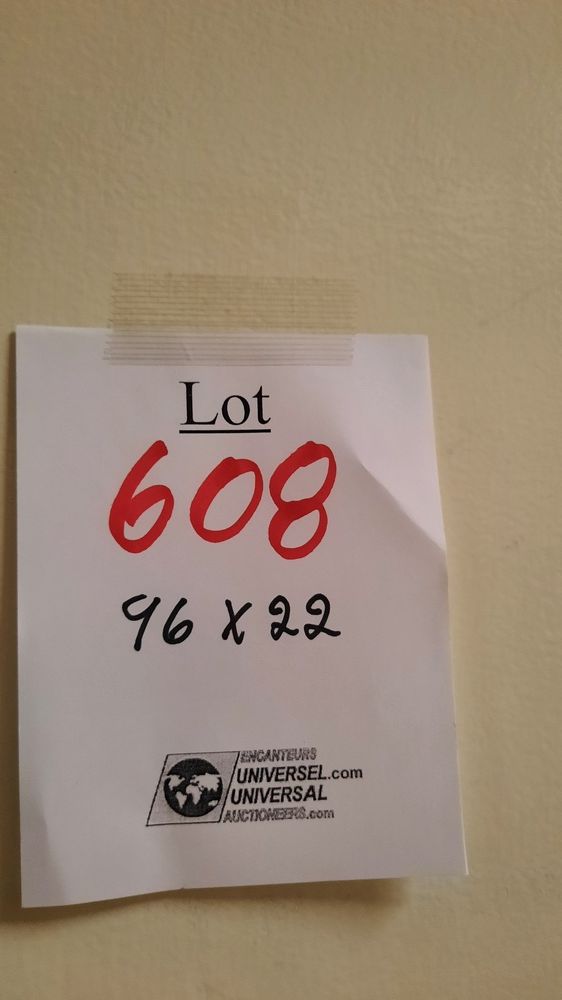 Lot
608
96 x 22
ENCANTEURS
UNIVERSEL.com
UNIVERSAL
AUCTIONEERS.com